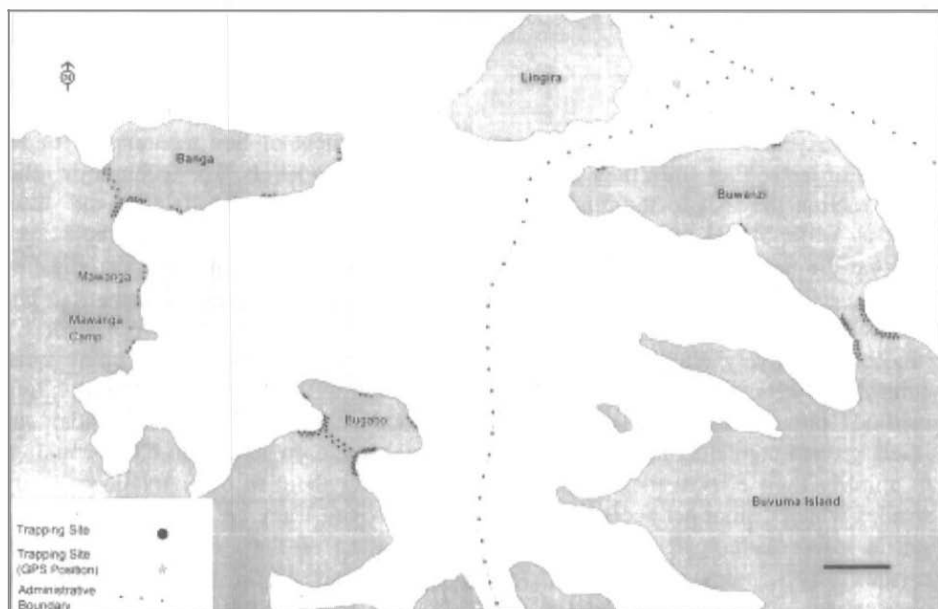 Lingira
Banga
Buwanzi
Mawanga
Mawanga
Camp
Bugabo
Buvuma Island
Trapping Site
Trapping Site
(GPS Position)
Administrative
Boundary